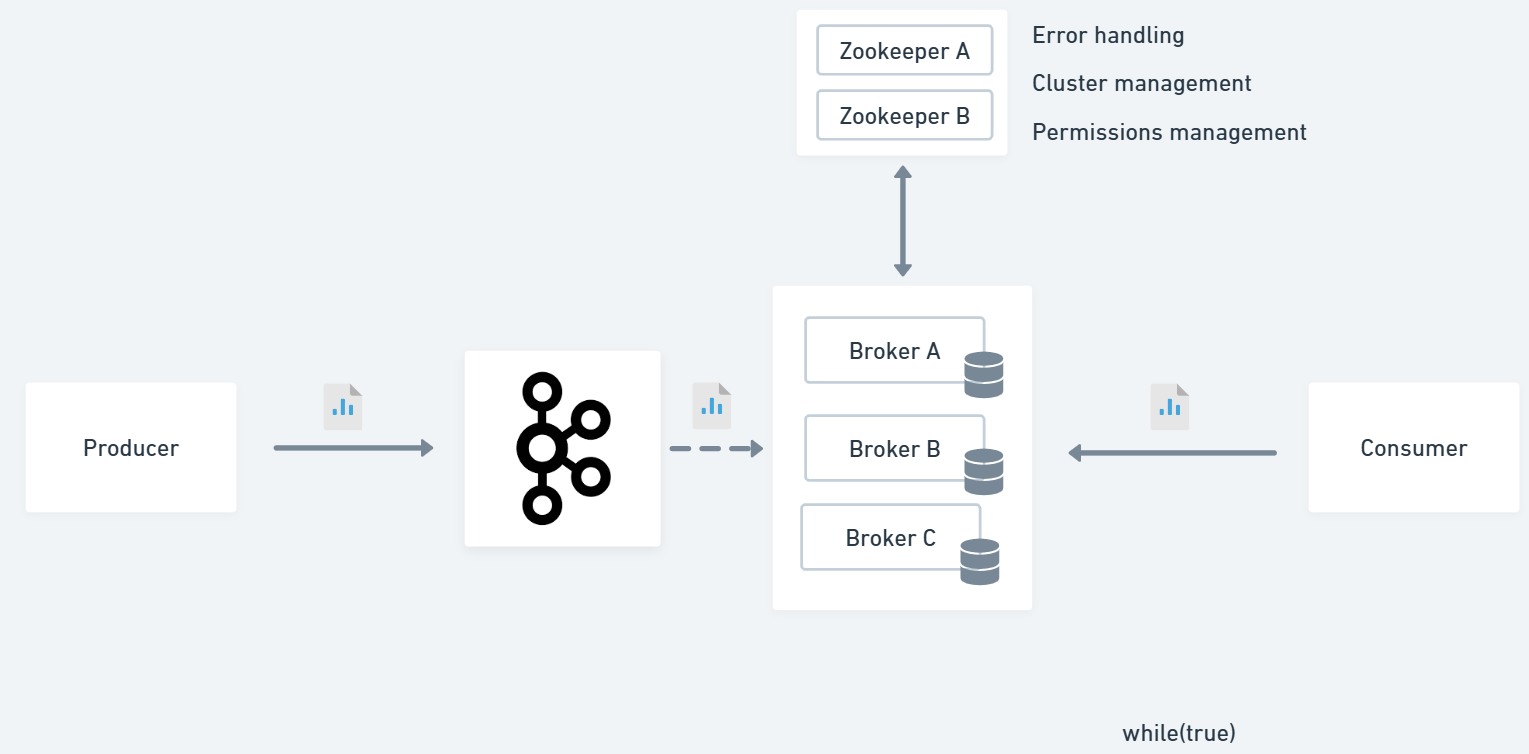 Zookeeper A
Zookeeper B
Error handling
Cluster management
Permissions management
Producer
Broker A
Broker B
Broker C
Consumer
while(true)